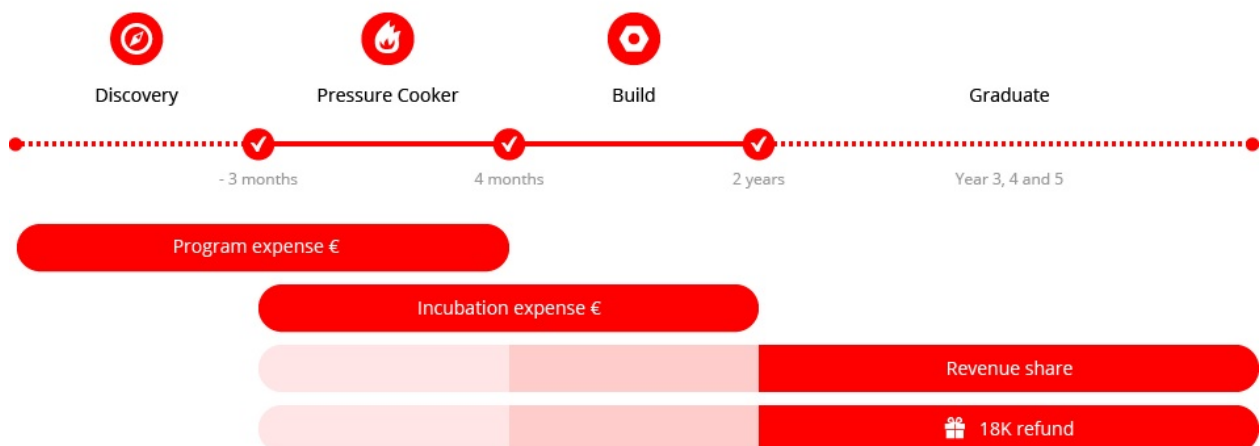 Discovery
Pressure Cooker
Build
Graduate
- 3 months
4 months
2 years
Year 3, 4 and 5
Program expense €
Incubation expense €
Revenue share
18K refund